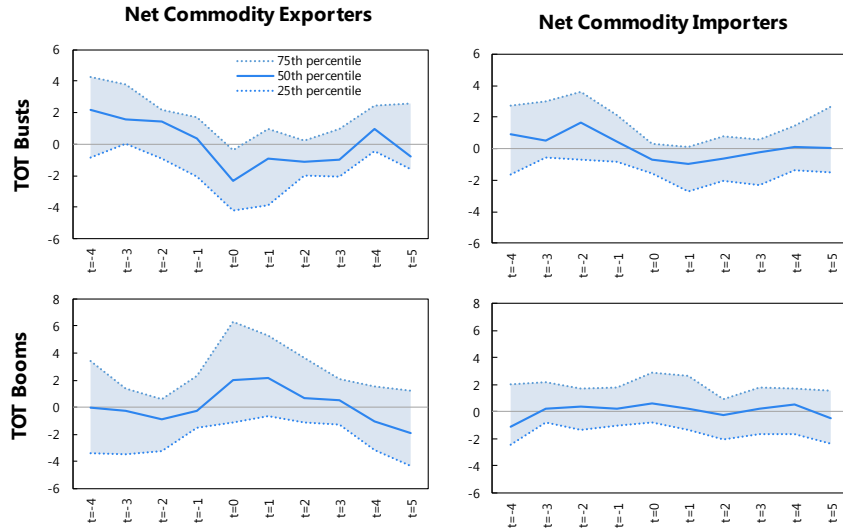 Net Commodity Exporters
Net Commodity Importers
TOT Busts
6
4
2
0
-2
-4
-6
75th percentile
50th percentile
25th percentile
t=-4
t=-3
t=-2
t=-1
t=0
t=1
t=2
t=3
t=4
t=5
6
4
2
0
-2
-4
-6
t=-4
t=-3
t=-2
t=-1
t=0
t=1
t=2
t=3
t=4
t=5
TOT Booms
8
6
4
2
0
-2
-4
-6
t=-4
t=-3
t=-2
t=-1
t=0
t=1
t=2
t=3
t=4
t=5
8
6
4
2
0
-2
-4
-6
t=-4
t=-3
t=-2
t=-1
t=0
t=1
t=2
t=3
t=4
t=5